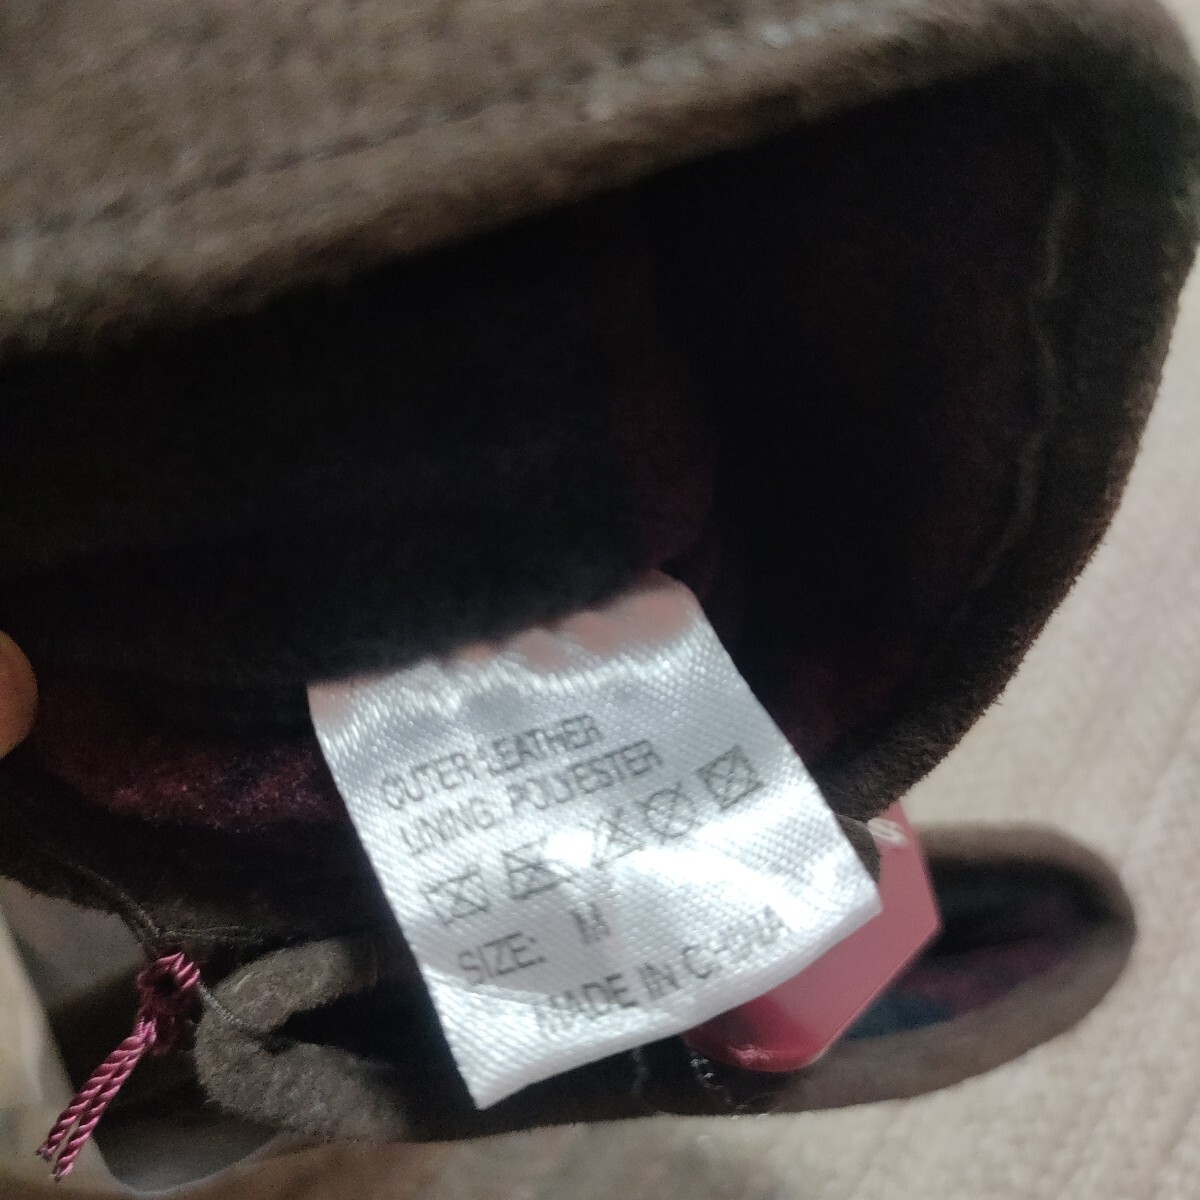 OUTER: LEATHER
LINING: POLYESTER
SIZE: M
MADE IN CHINA